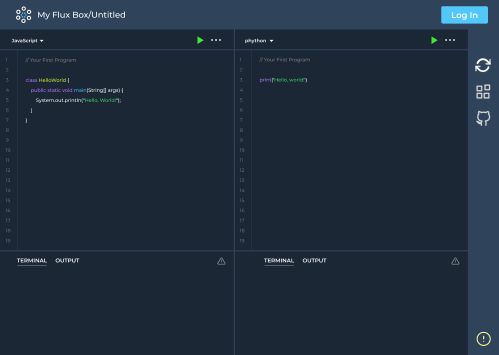 My Flux Box/Untitled
Log In
JavaScript
1 // Your First Program
2
3 class HelloWorld {
4 public static void main(String[] args) {
5 System.out.println("Hello, World!");
6 }
7 }
8
9
10
11
12
13
14
15
16
17
18
19
phython
1 // Your First Program
2
3 print("Hello, world!")
4
5
6
7
8
9
10
11
12
13
14
15
16
17
18
19
TERMINAL OUTPUT
TERMINAL OUTPUT